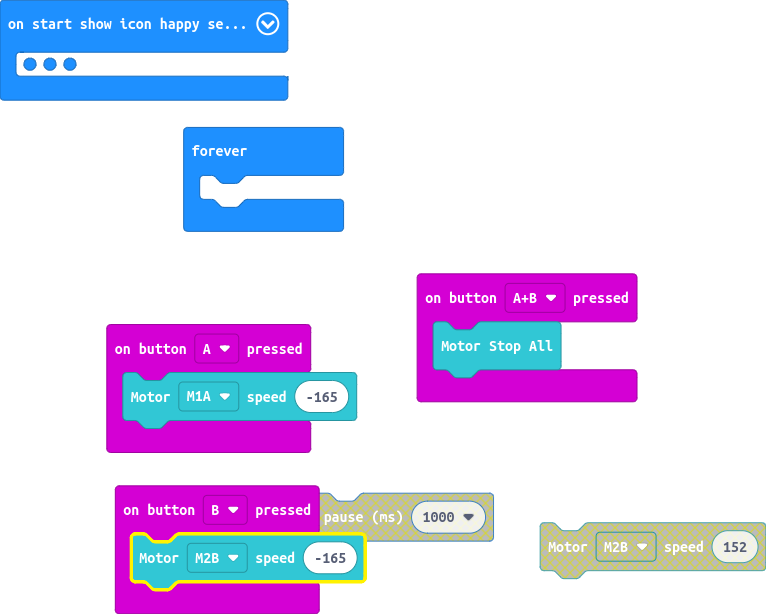 on start show icon happy se...
forever
on button A+B pressed
Motor Stop All
on button A pressed
Motor M1A speed -165
on button B pressed
pause (ms) 1000
Motor M2B speed -165
Motor M2B speed 152